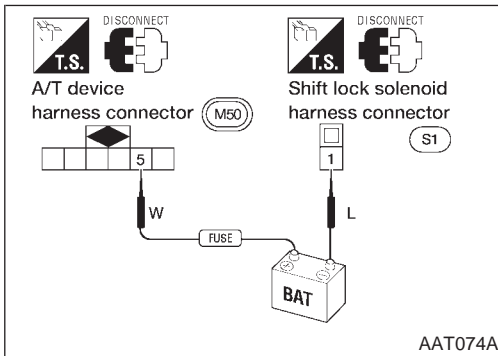 DISCONNECT
T.S.
A/T device
harness connector M50
5
W
DISCONNECT
T.S.
Shift lock solenoid
harness connector
S1
1
L
FUSE
BAT
AAT074A